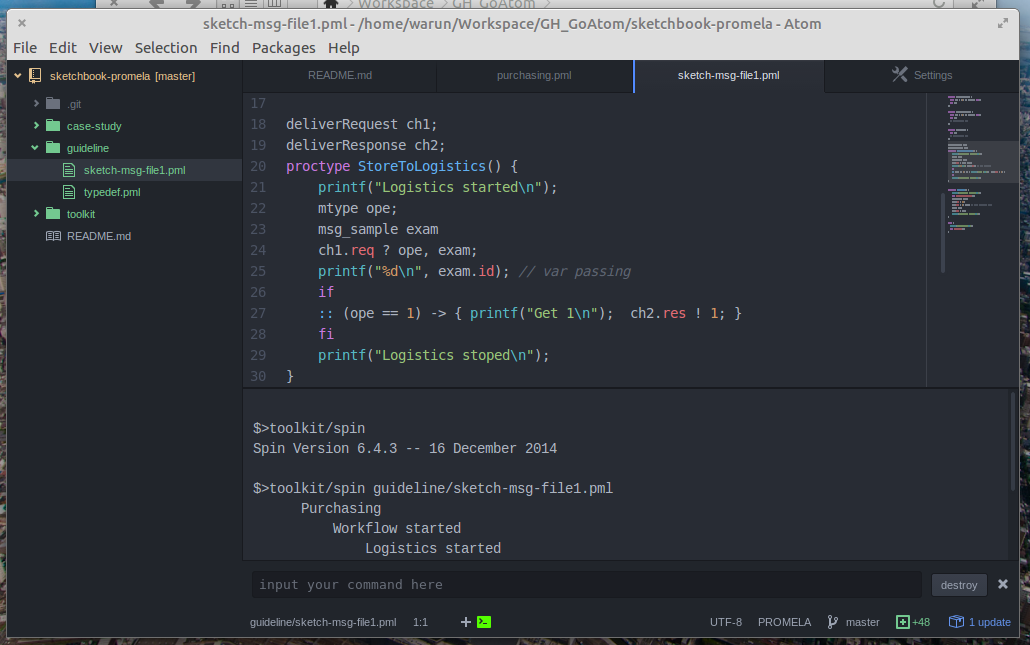 Workspace GH_GoAtom
sketch-msg-file1.pml - /home/warun/Workspace/GH_GoAtom/sketchbook-promela - Atom
File Edit View Selection Find Packages Help
sketchbook-promela [master]
.git
case-study
guideline
sketch-msg-file1.pml
typedef.pml
toolkit
README.md
README.md purchasing.pml sketch-msg-file1.pml Settings
17
18 deliverRequest ch1;
19 deliverResponse ch2;
20 proctype StoreToLogistics() {
21 printf("Logistics started\n");
22 mtype ope;
23 msg_sample exam
24 ch1.req ? ope, exam;
25 printf("%d\n", exam.id); // var passing
26 if
27 :: (ope == 1) -> { printf("Get 1\n");  ch2.res ! 1; }
28 fi
29 printf("Logistics stoped\n");
30 }
$>toolkit/spin
Spin Version 6.4.3 -- 16 December 2014
$>toolkit/spin guideline/sketch-msg-file1.pml
Purchasing
Workflow started
Logistics started
input your command here
destroy
guideline/sketch-msg-file1.pml 1:1
UTF-8 PROMELA master +48 1 update